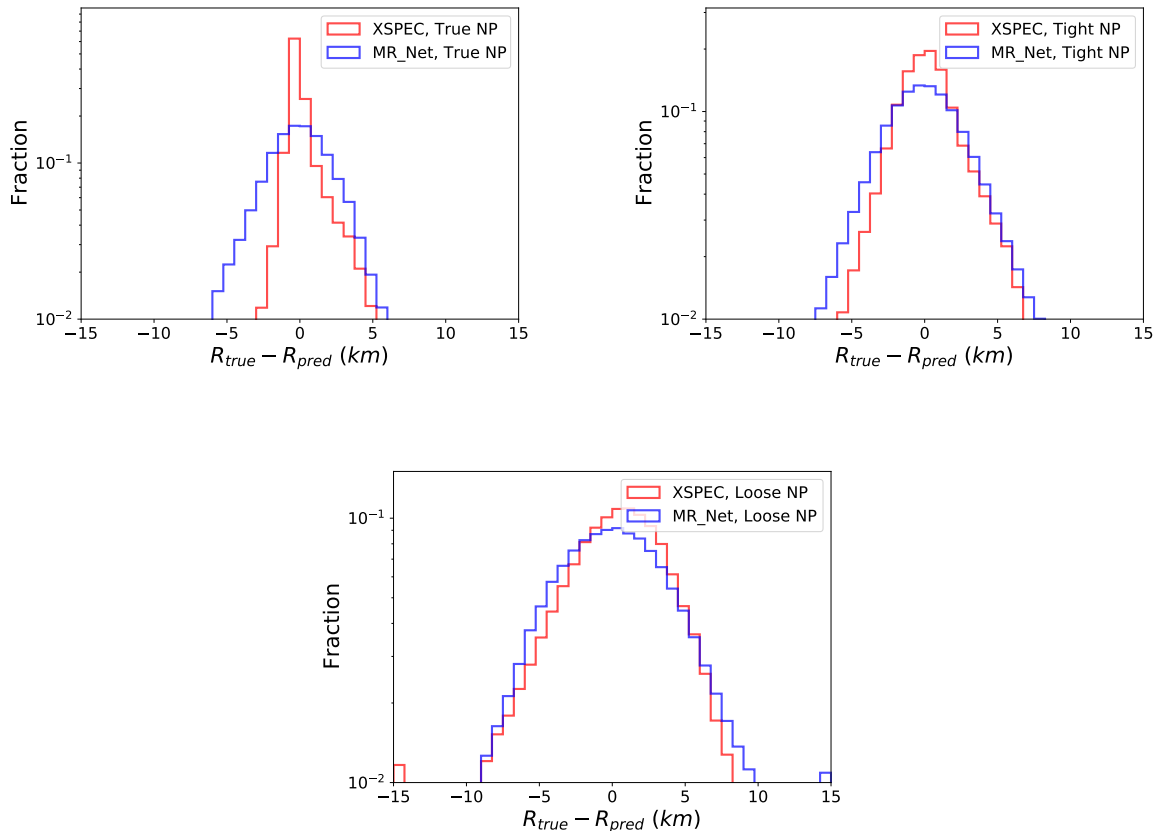 XSPEC, True NP
MR_Net, True NP
Fraction
10⁻¹
10⁻²
−15 −10 −5 0 5 10 15
R_true − R_pred (km)
XSPEC, Tight NP
MR_Net, Tight NP
Fraction
10⁻¹
10⁻²
−15 −10 −5 0 5 10 15
R_true − R_pred (km)
XSPEC, Loose NP
MR_Net, Loose NP
Fraction
10⁻¹
10⁻²
−15 −10 −5 0 5 10 15
R_true − R_pred (km)